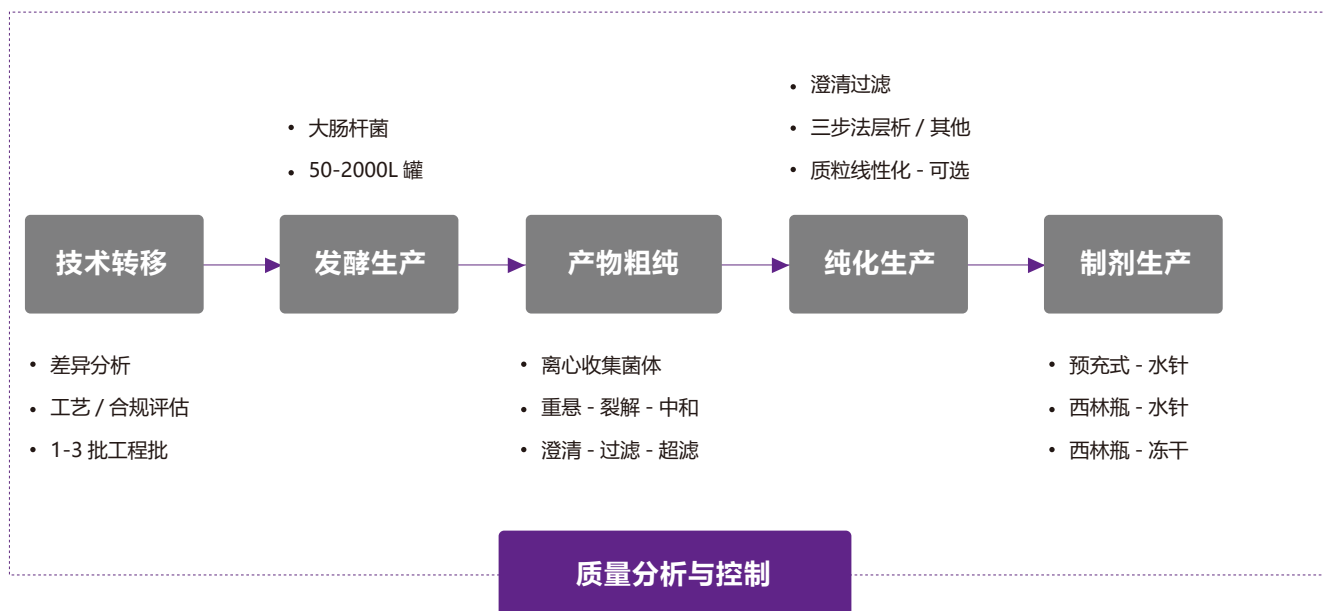 • 澄清过滤
• 三步法层析 / 其他
• 质粒线性化 - 可选
• 大肠杆菌
• 50-2000L 罐
技术转移
发酵生产
产物粗纯
纯化生产
制剂生产
• 差异分析
• 工艺 / 合规评估
• 1-3 批工程批
• 离心收集菌体
• 重悬 - 裂解 - 中和
• 澄清 - 过滤 - 超滤
• 预充式 - 水针
• 西林瓶 - 水针
• 西林瓶 - 冻干
质量分析与控制